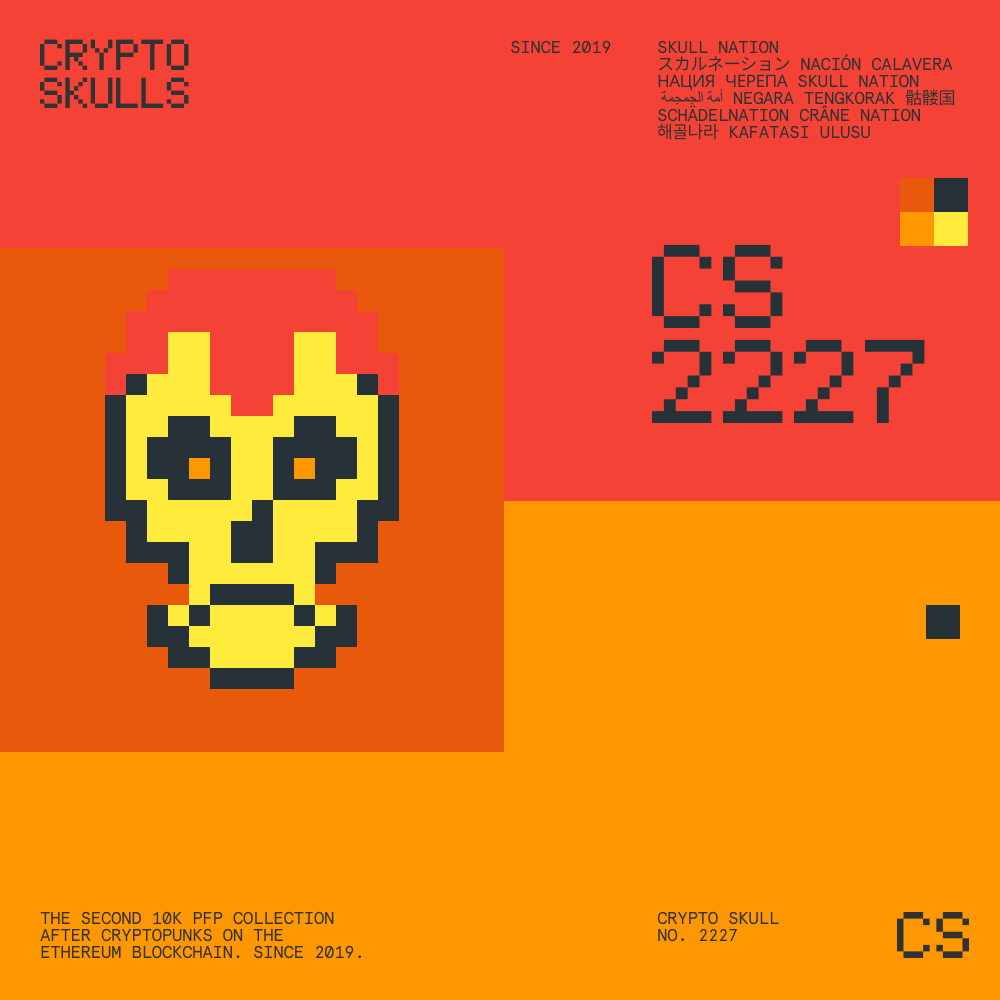 CRYPTO
SKULLS
SINCE 2019
SKULL NATION
スカルネーション NACIÓN CALAVERA
НАЦИЯ ЧЕРЕПА SKULL NATION
أمة الجمجمة NEGARA TENGKORAK 骷髅国
SCHÄDELNATION CRÂNE NATION
해골나라 KAFATASI ULUSU
CS
2227
THE SECOND 10K PFP COLLECTION
AFTER CRYPTOPUNKS ON THE
ETHEREUM BLOCKCHAIN. SINCE 2019.
CRYPTO SKULL
NO. 2227
CS